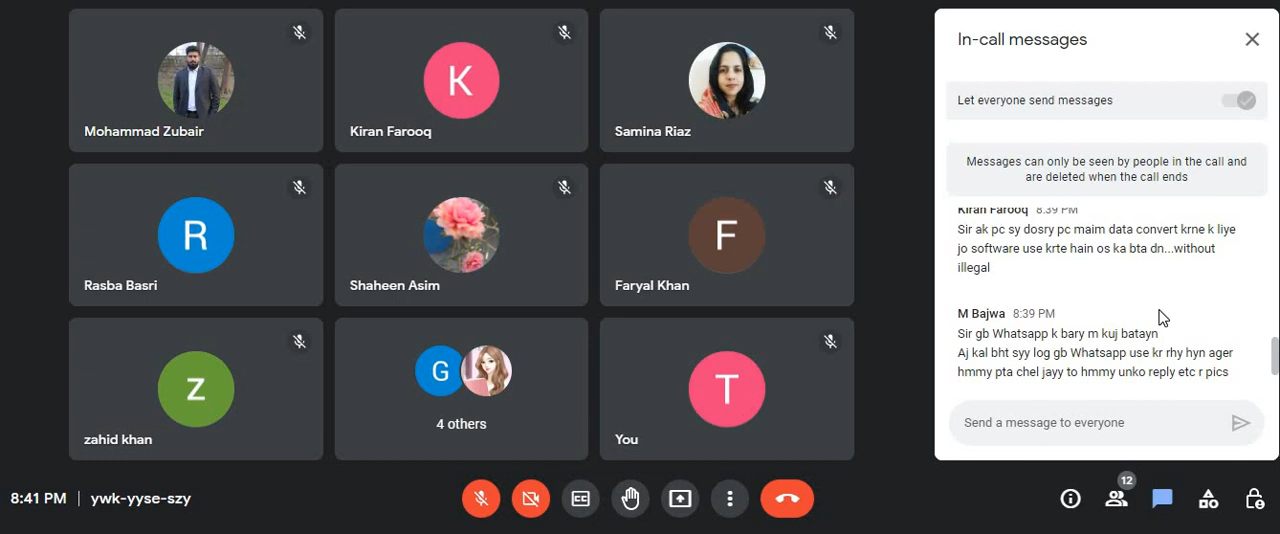 Mohammad Zubair
K
Kiran Farooq
Samina Riaz
R
Rasba Basri
Shaheen Asim
F
Faryal Khan
z
zahid khan
G
4 others
T
You
In-call messages
Let everyone send messages
Messages can only be seen by people in the call and
are deleted when the call ends
Kiran Farooq 8:39 PM
Sir ak pc sy dosry pc maim data convert krne k liye
jo software use krte hain os ka bta dn...without
illegal
M Bajwa 8:39 PM
Sir gb Whatsapp k bary m kuj batayn
Aj kal bht syy log gb Whatsapp use kr rhy hyn ager
hmmy pta chel jayy to hmmy unko reply etc r pics
Send a message to everyone
8:41 PM | ywk-yyse-szy
CC
12